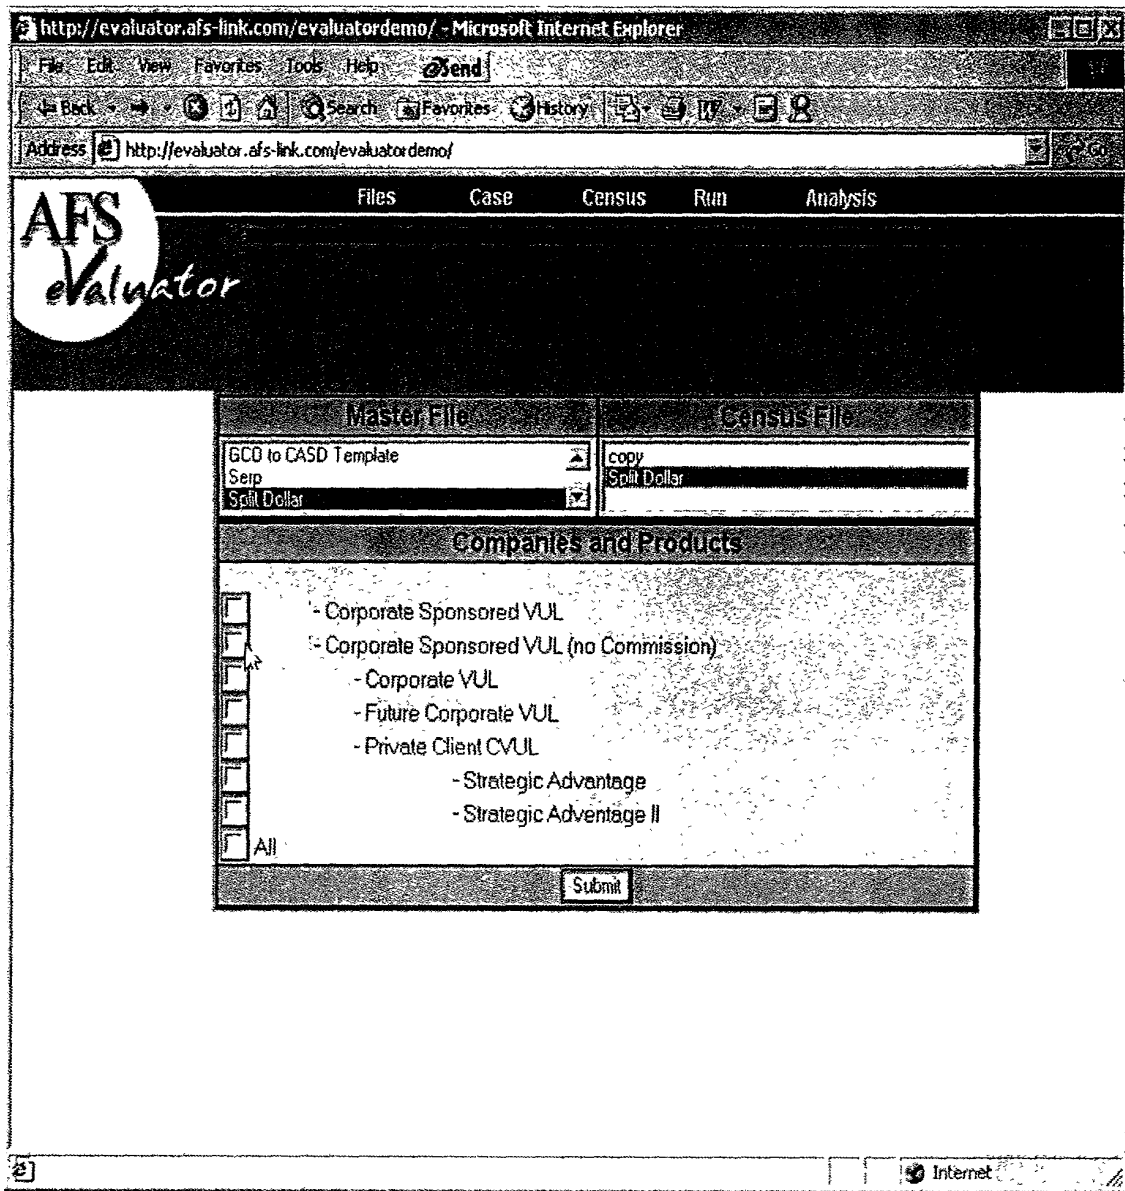 http://evaluator.afs-link.com/evaluatordemo/ - Microsoft Internet Explorer
File Edit View Favorites Tools Help eSend
Back Search Favorites History
Address http://evaluator.afs-link.com/evaluatordemo/ Go
Files Case Census Run Analysis
AFS
eValuator
Master File Census File
GCO to CASD Template copy
Serp Split Dollar
Split Dollar
Companies and Products
- Corporate Sponsored VUL
- Corporate Sponsored VUL (no Commission)
- Corporate VUL
- Future Corporate VUL
- Private Client CVUL
- Strategic Advantage
- Strategic Adventage II
All
Submit
Internet